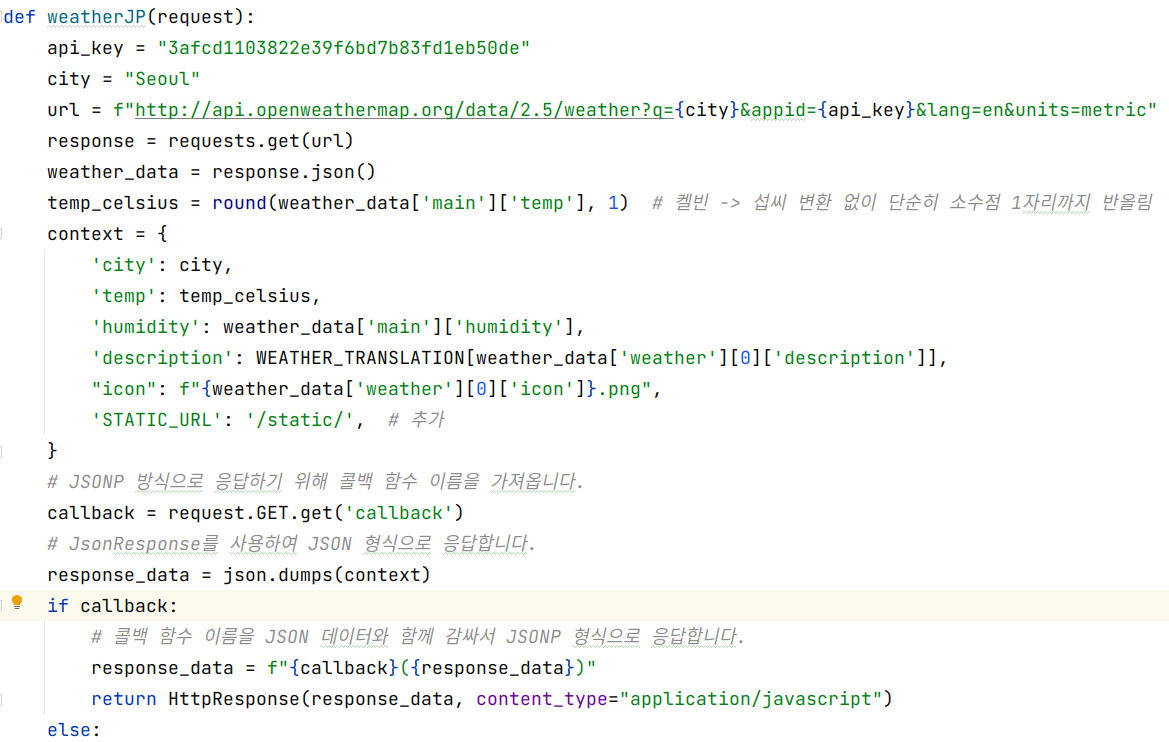 def weatherJP(request):
    api_key = "3afcd1103822e39f6bd7b83fd1eb50de"
    city = "Seoul"
    url = f"http://api.openweathermap.org/data/2.5/weather?q={city}&appid={api_key}&lang=en&units=metric"
    response = requests.get(url)
    weather_data = response.json()
    temp_celsius = round(weather_data['main']['temp'], 1)  # 켈빈 -> 섭씨 변환 없이 단순히 소수점 1자리까지 반올림
    context = {
        'city': city,
        'temp': temp_celsius,
        'humidity': weather_data['main']['humidity'],
        'description': WEATHER_TRANSLATION[weather_data['weather'][0]['description']],
        "icon": f"{weather_data['weather'][0]['icon']}.png",
        'STATIC_URL': '/static/',  # 추가
    }
    # JSONP 방식으로 응답하기 위해 콜백 함수 이름을 가져옵니다.
    callback = request.GET.get('callback')
    # JsonResponse를 사용하여 JSON 형식으로 응답합니다.
    response_data = json.dumps(context)
    if callback:
        # 콜백 함수 이름을 JSON 데이터와 함께 감싸서 JSONP 형식으로 응답합니다.
        response_data = f"{callback}({response_data})"
        return HttpResponse(response_data, content_type="application/javascript")
    else: